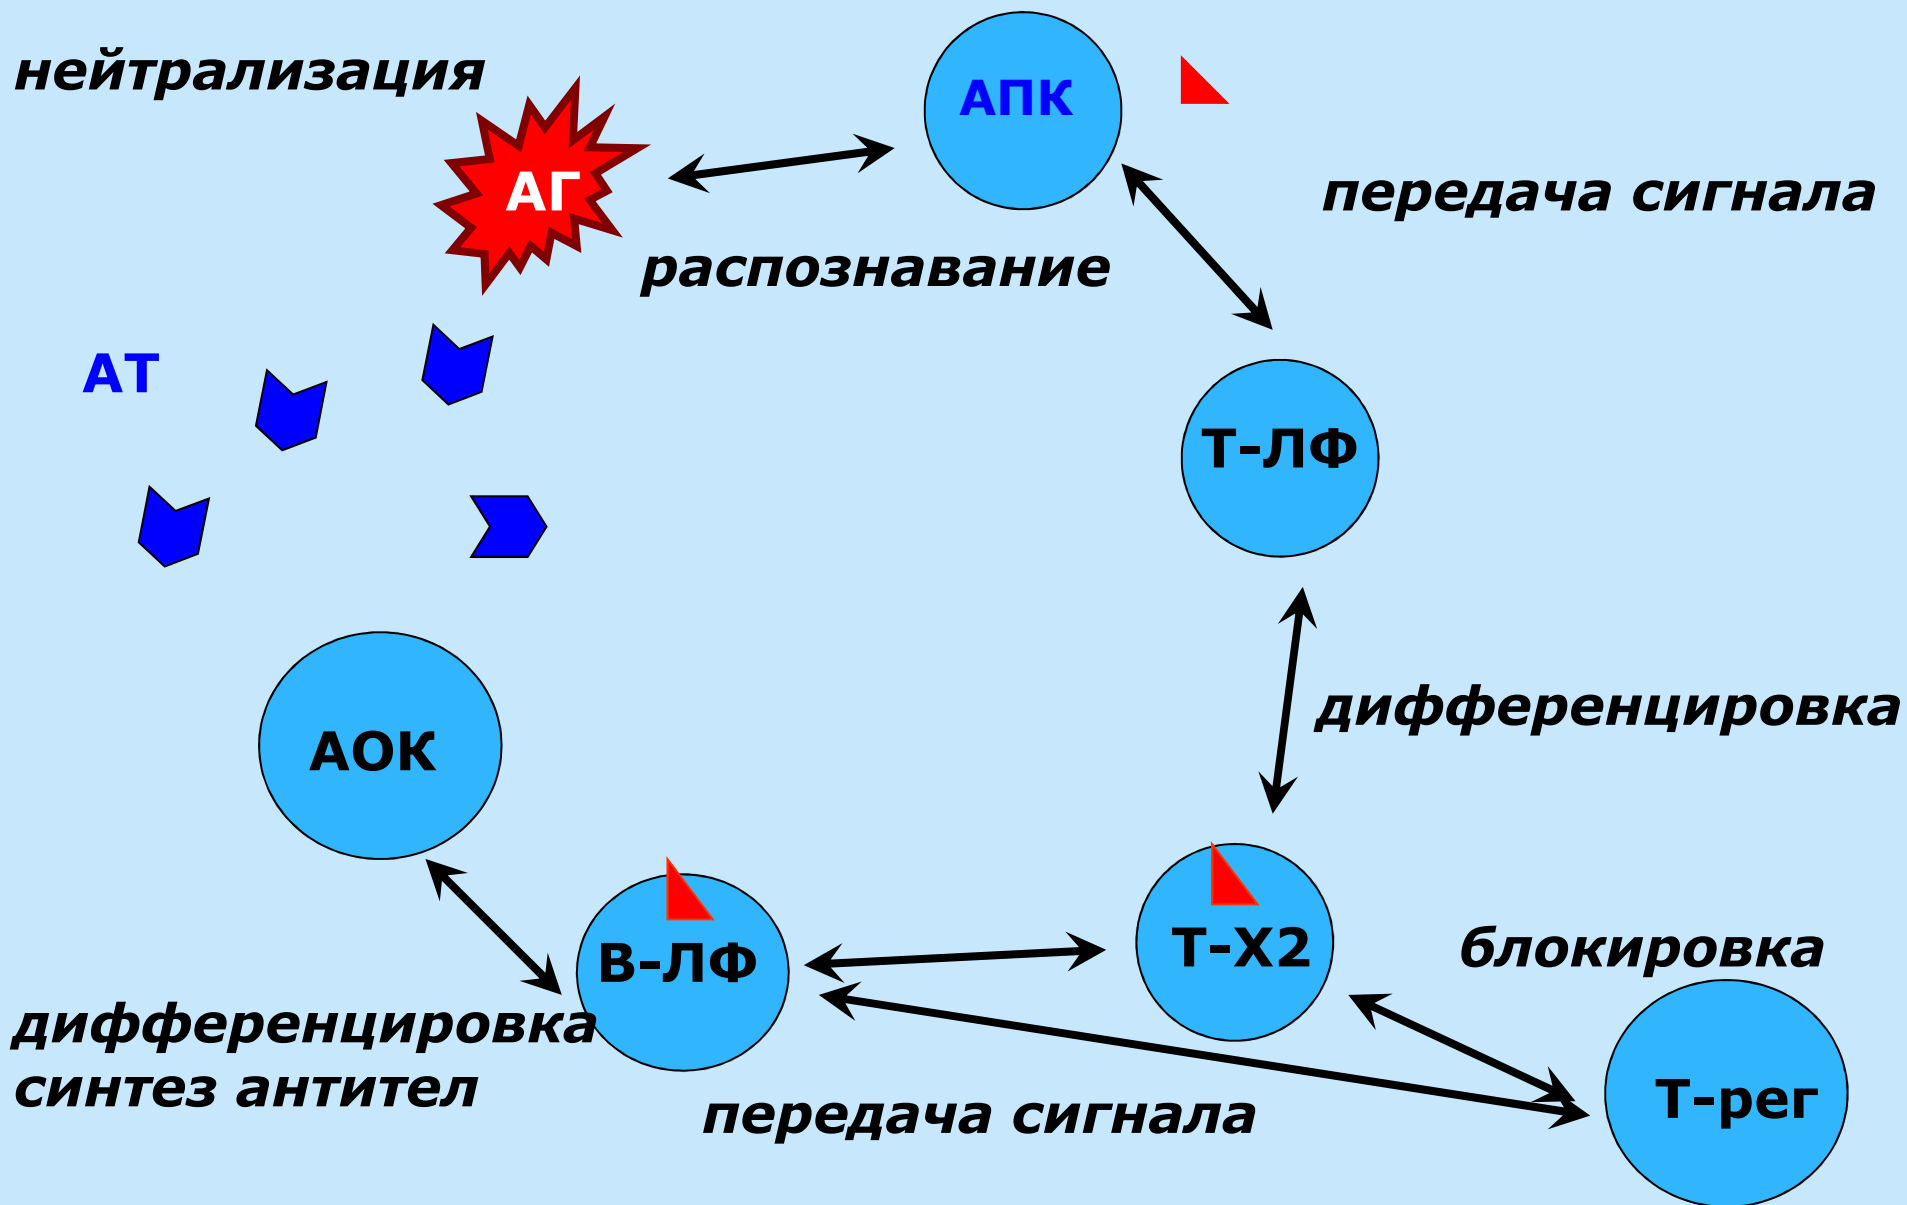 нейтрализация
АПК
АГ
передача сигнала
распознавание
АТ
Т-ЛФ
дифференцировка
АОК
В-ЛФ
Т-Х2
блокировка
дифференцировка
синтез антител
Т-рег
передача сигнала